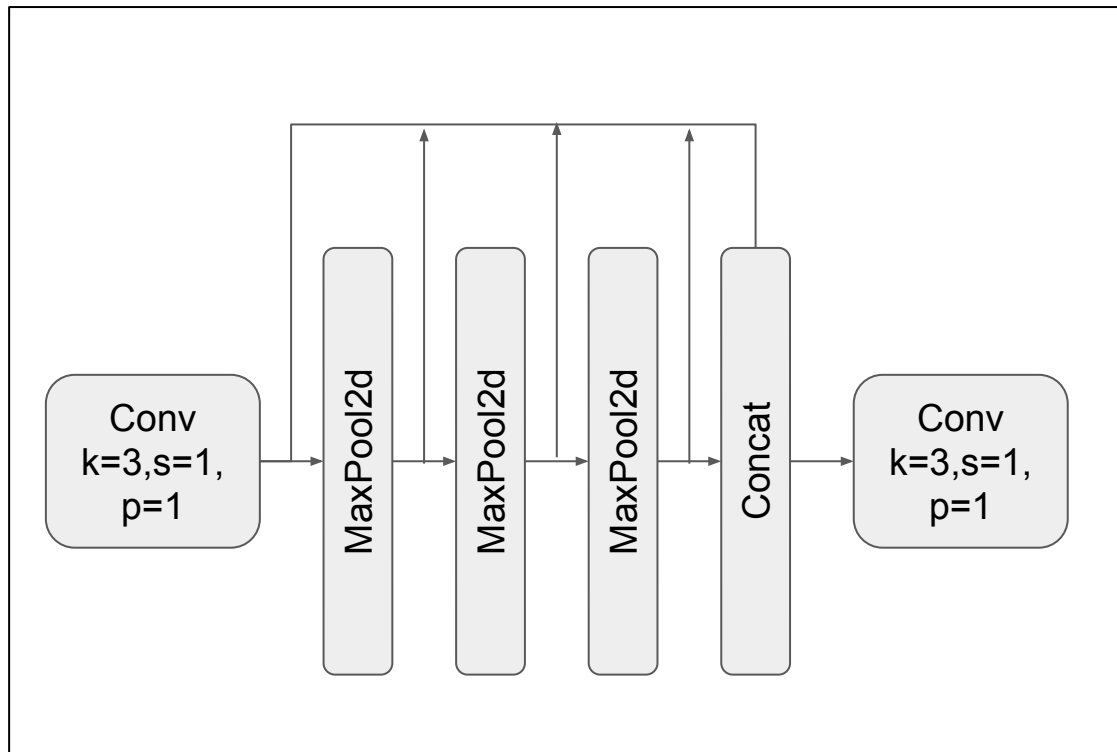 Conv
k=3,s=1,
p=1
MaxPool2d
MaxPool2d
MaxPool2d
Concat
Conv
k=3,s=1,
p=1